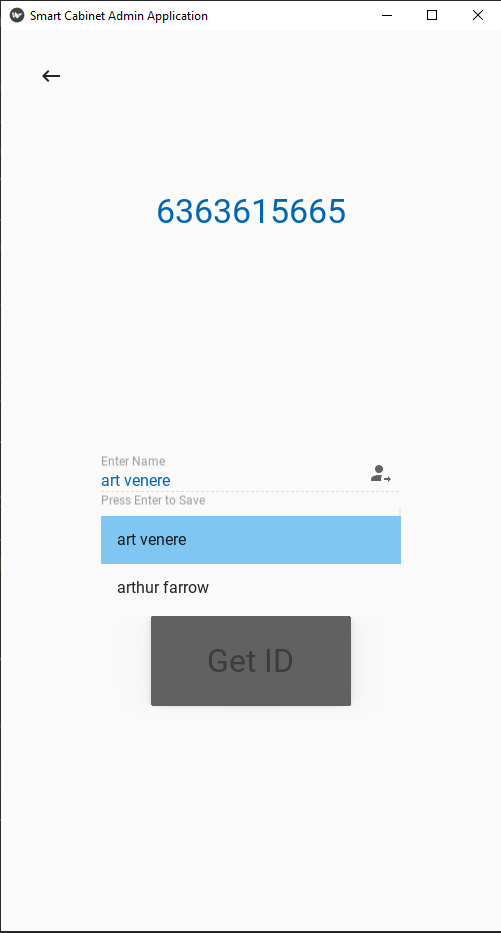 Smart Cabinet Admin Application
6363615665
Enter Name
art venere
Press Enter to Save
art venere
arthur farrow
Get ID